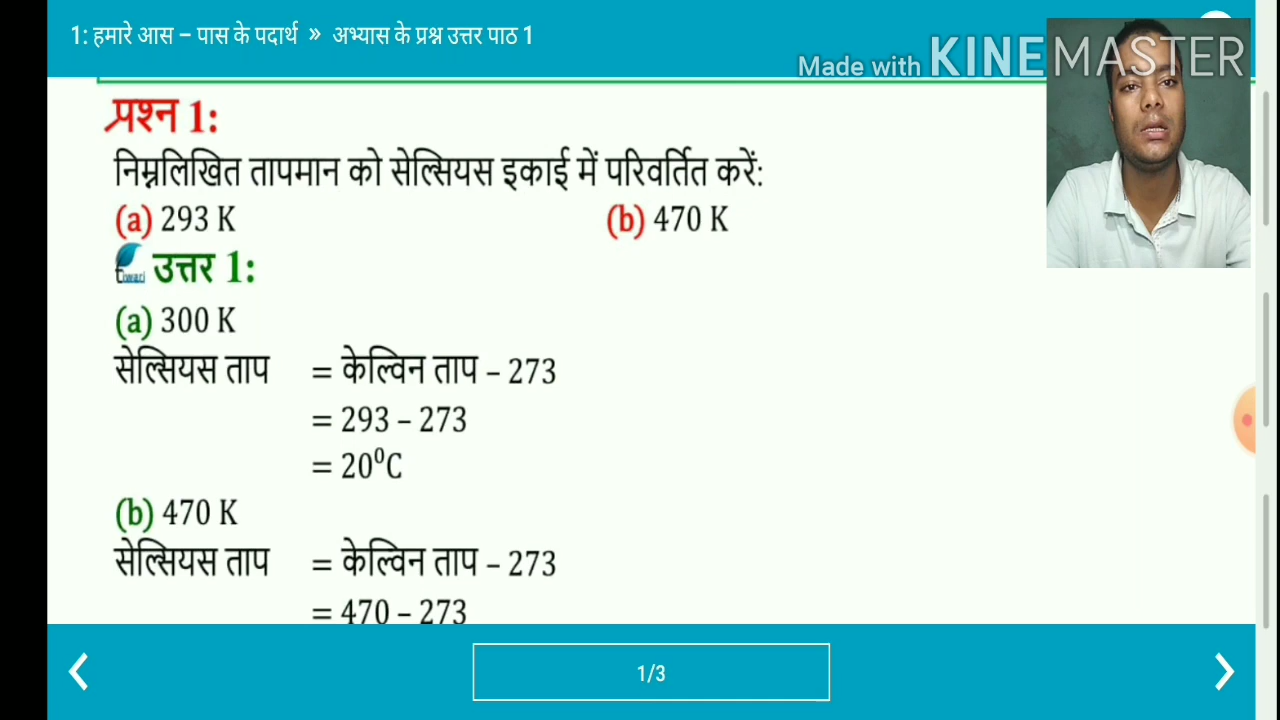 1: हमारे आस – पास के पदार्थ » अभ्यास के प्रश्न उत्तर पाठ 1
Made with KINEMASTER
प्रश्न 1:
निम्नलिखित तापमान को सेल्सियस इकाई में परिवर्तित करें:
(a) 293 K (b) 470 K
उत्तर 1:
(a) 300 K
सेल्सियस ताप = केल्विन ताप – 273
= 293 – 273
= 20⁰C
(b) 470 K
सेल्सियस ताप = केल्विन ताप – 273
= 470 – 273
1/3